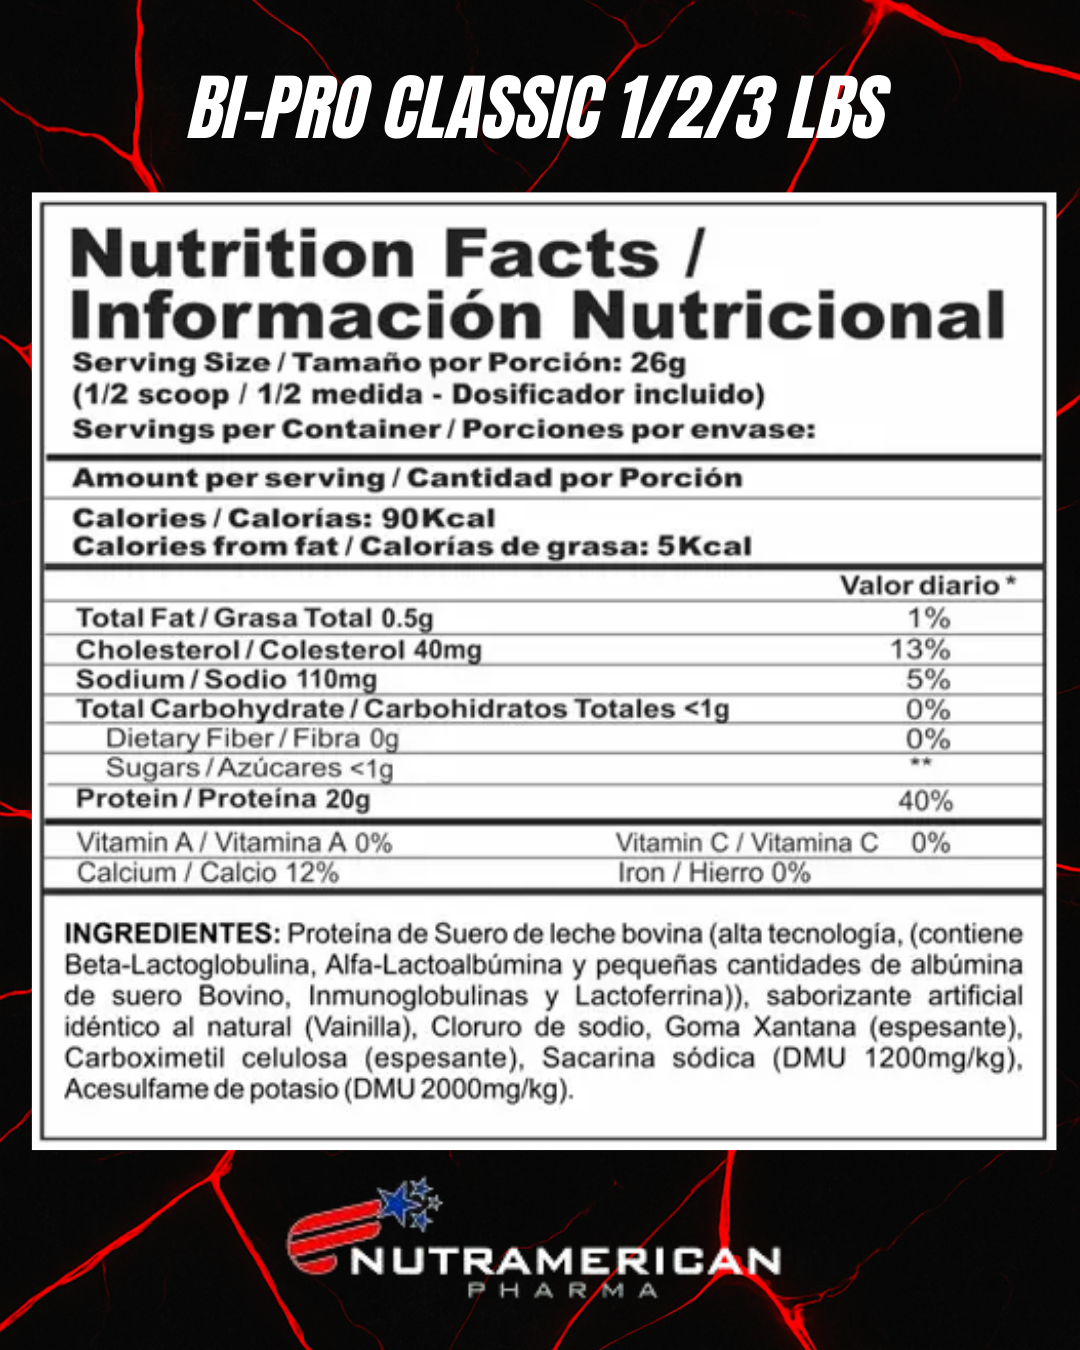 BI-PRO CLASSIC 1/2/3 LBS
Nutrition Facts /
Información Nutricional
Serving Size / Tamaño por Porción: 26g
(1/2 scoop / 1/2 medida - Dosificador incluido)
Servings per Container / Porciones por envase:
Amount per serving / Cantidad por Porción
Calories / Calorías: 90Kcal
Calories from fat / Calorías de grasa: 5Kcal
Valor diario *
Total Fat / Grasa Total 0.5g 1%
Cholesterol / Colesterol 40mg 13%
Sodium / Sodio 110mg 5%
Total Carbohydrate / Carbohidratos Totales <1g 0%
Dietary Fiber / Fibra 0g 0%
Sugars / Azúcares <1g **
Protein / Proteína 20g 40%
Vitamin A / Vitamina A 0% Vitamin C / Vitamina C 0%
Calcium / Calcio 12% Iron / Hierro 0%
INGREDIENTES: Proteína de Suero de leche bovina (alta tecnología, (contiene
Beta-Lactoglobulina, Alfa-Lactoalbúmina y pequeñas cantidades de albúmina
de suero Bovino, Inmunoglobulinas y Lactoferrina)), saborizante artificial
idéntico al natural (Vainilla), Cloruro de sodio, Goma Xantana (espesante),
Carboximetil celulosa (espesante), Sacarina sódica (DMU 1200mg/kg),
Acesulfame de potasio (DMU 2000mg/kg).
NUTRAMERICAN
PHARMA